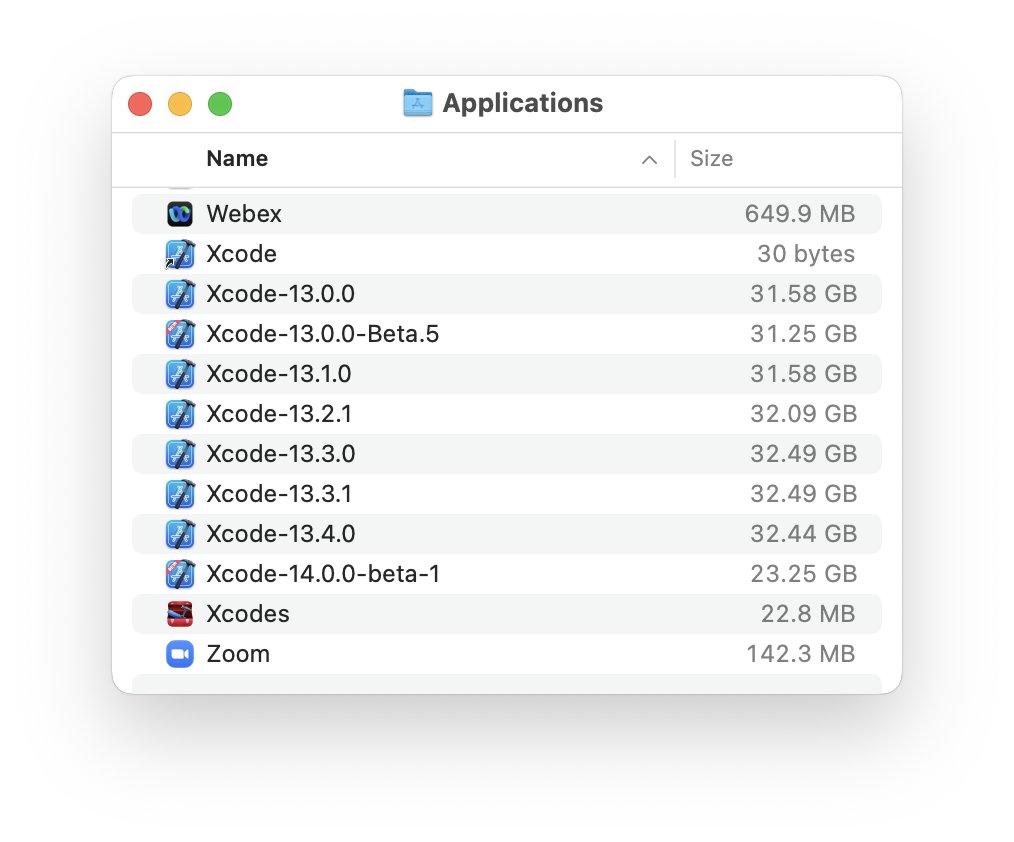 Applications
Name Size
Webex 649.9 MB
Xcode 30 bytes
Xcode-13.0.0 31.58 GB
Xcode-13.0.0-Beta.5 31.25 GB
Xcode-13.1.0 31.58 GB
Xcode-13.2.1 32.09 GB
Xcode-13.3.0 32.49 GB
Xcode-13.3.1 32.49 GB
Xcode-13.4.0 32.44 GB
Xcode-14.0.0-beta-1 23.25 GB
Xcodes 22.8 MB
Zoom 142.3 MB